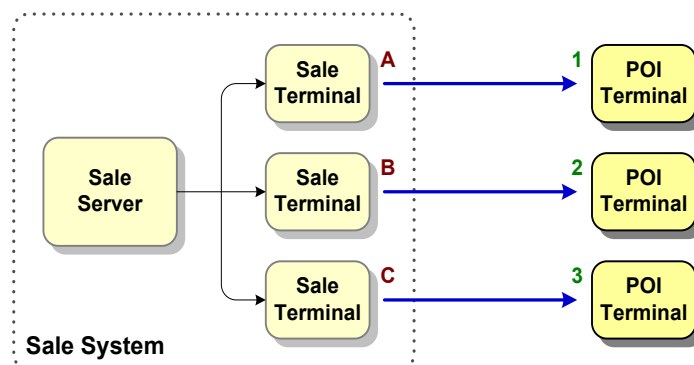 Sale
Terminal
A
1
POI
Terminal
Sale
Server
Sale
Terminal
B
2
POI
Terminal
Sale
Terminal
C
3
POI
Terminal
Sale System